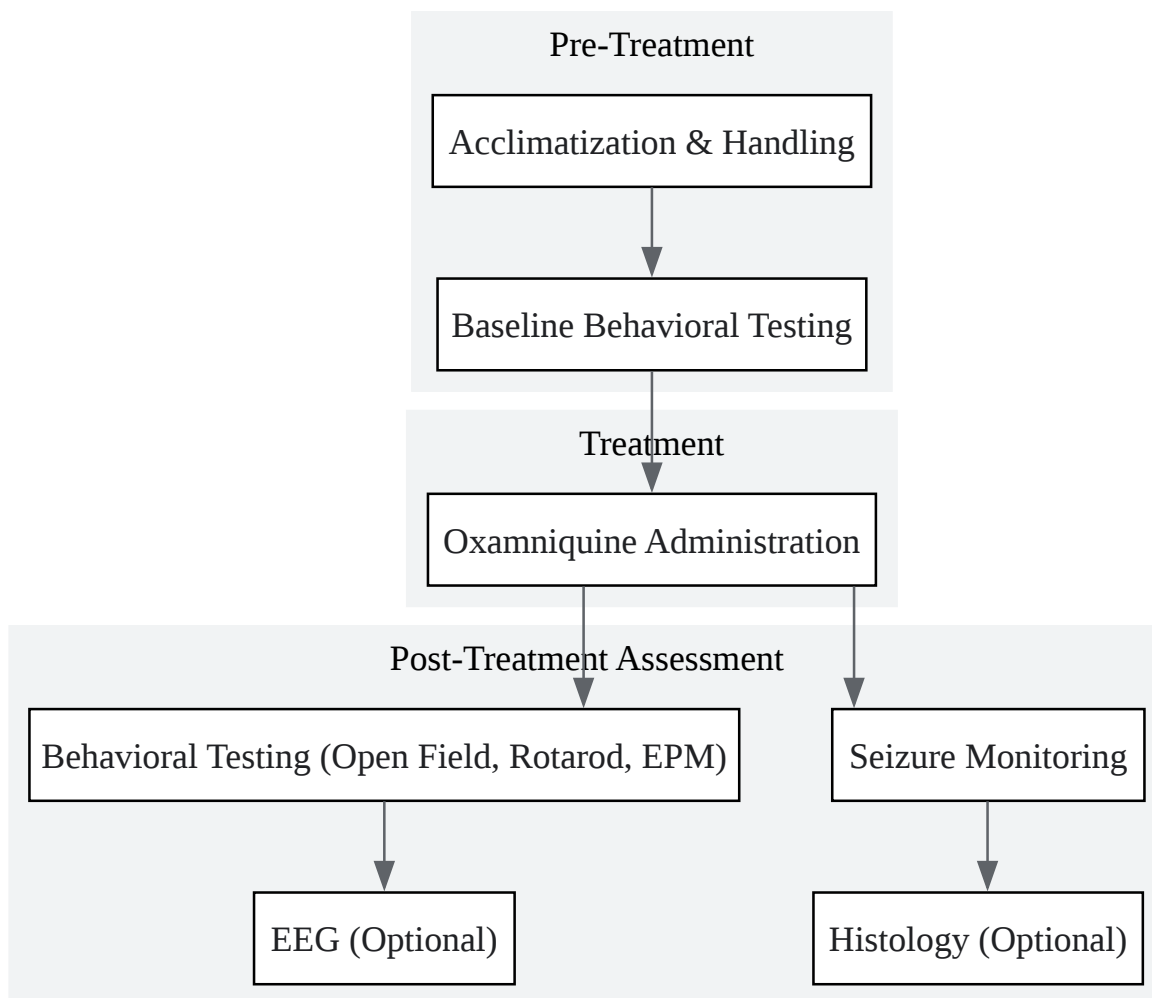 Pre-Treatment
Acclimatization & Handling
Baseline Behavioral Testing
Treatment
Oxamniquine Administration
Post-Treatment Assessment
Behavioral Testing (Open Field, Rotarod, EPM)
Seizure Monitoring
EEG (Optional)
Histology (Optional)